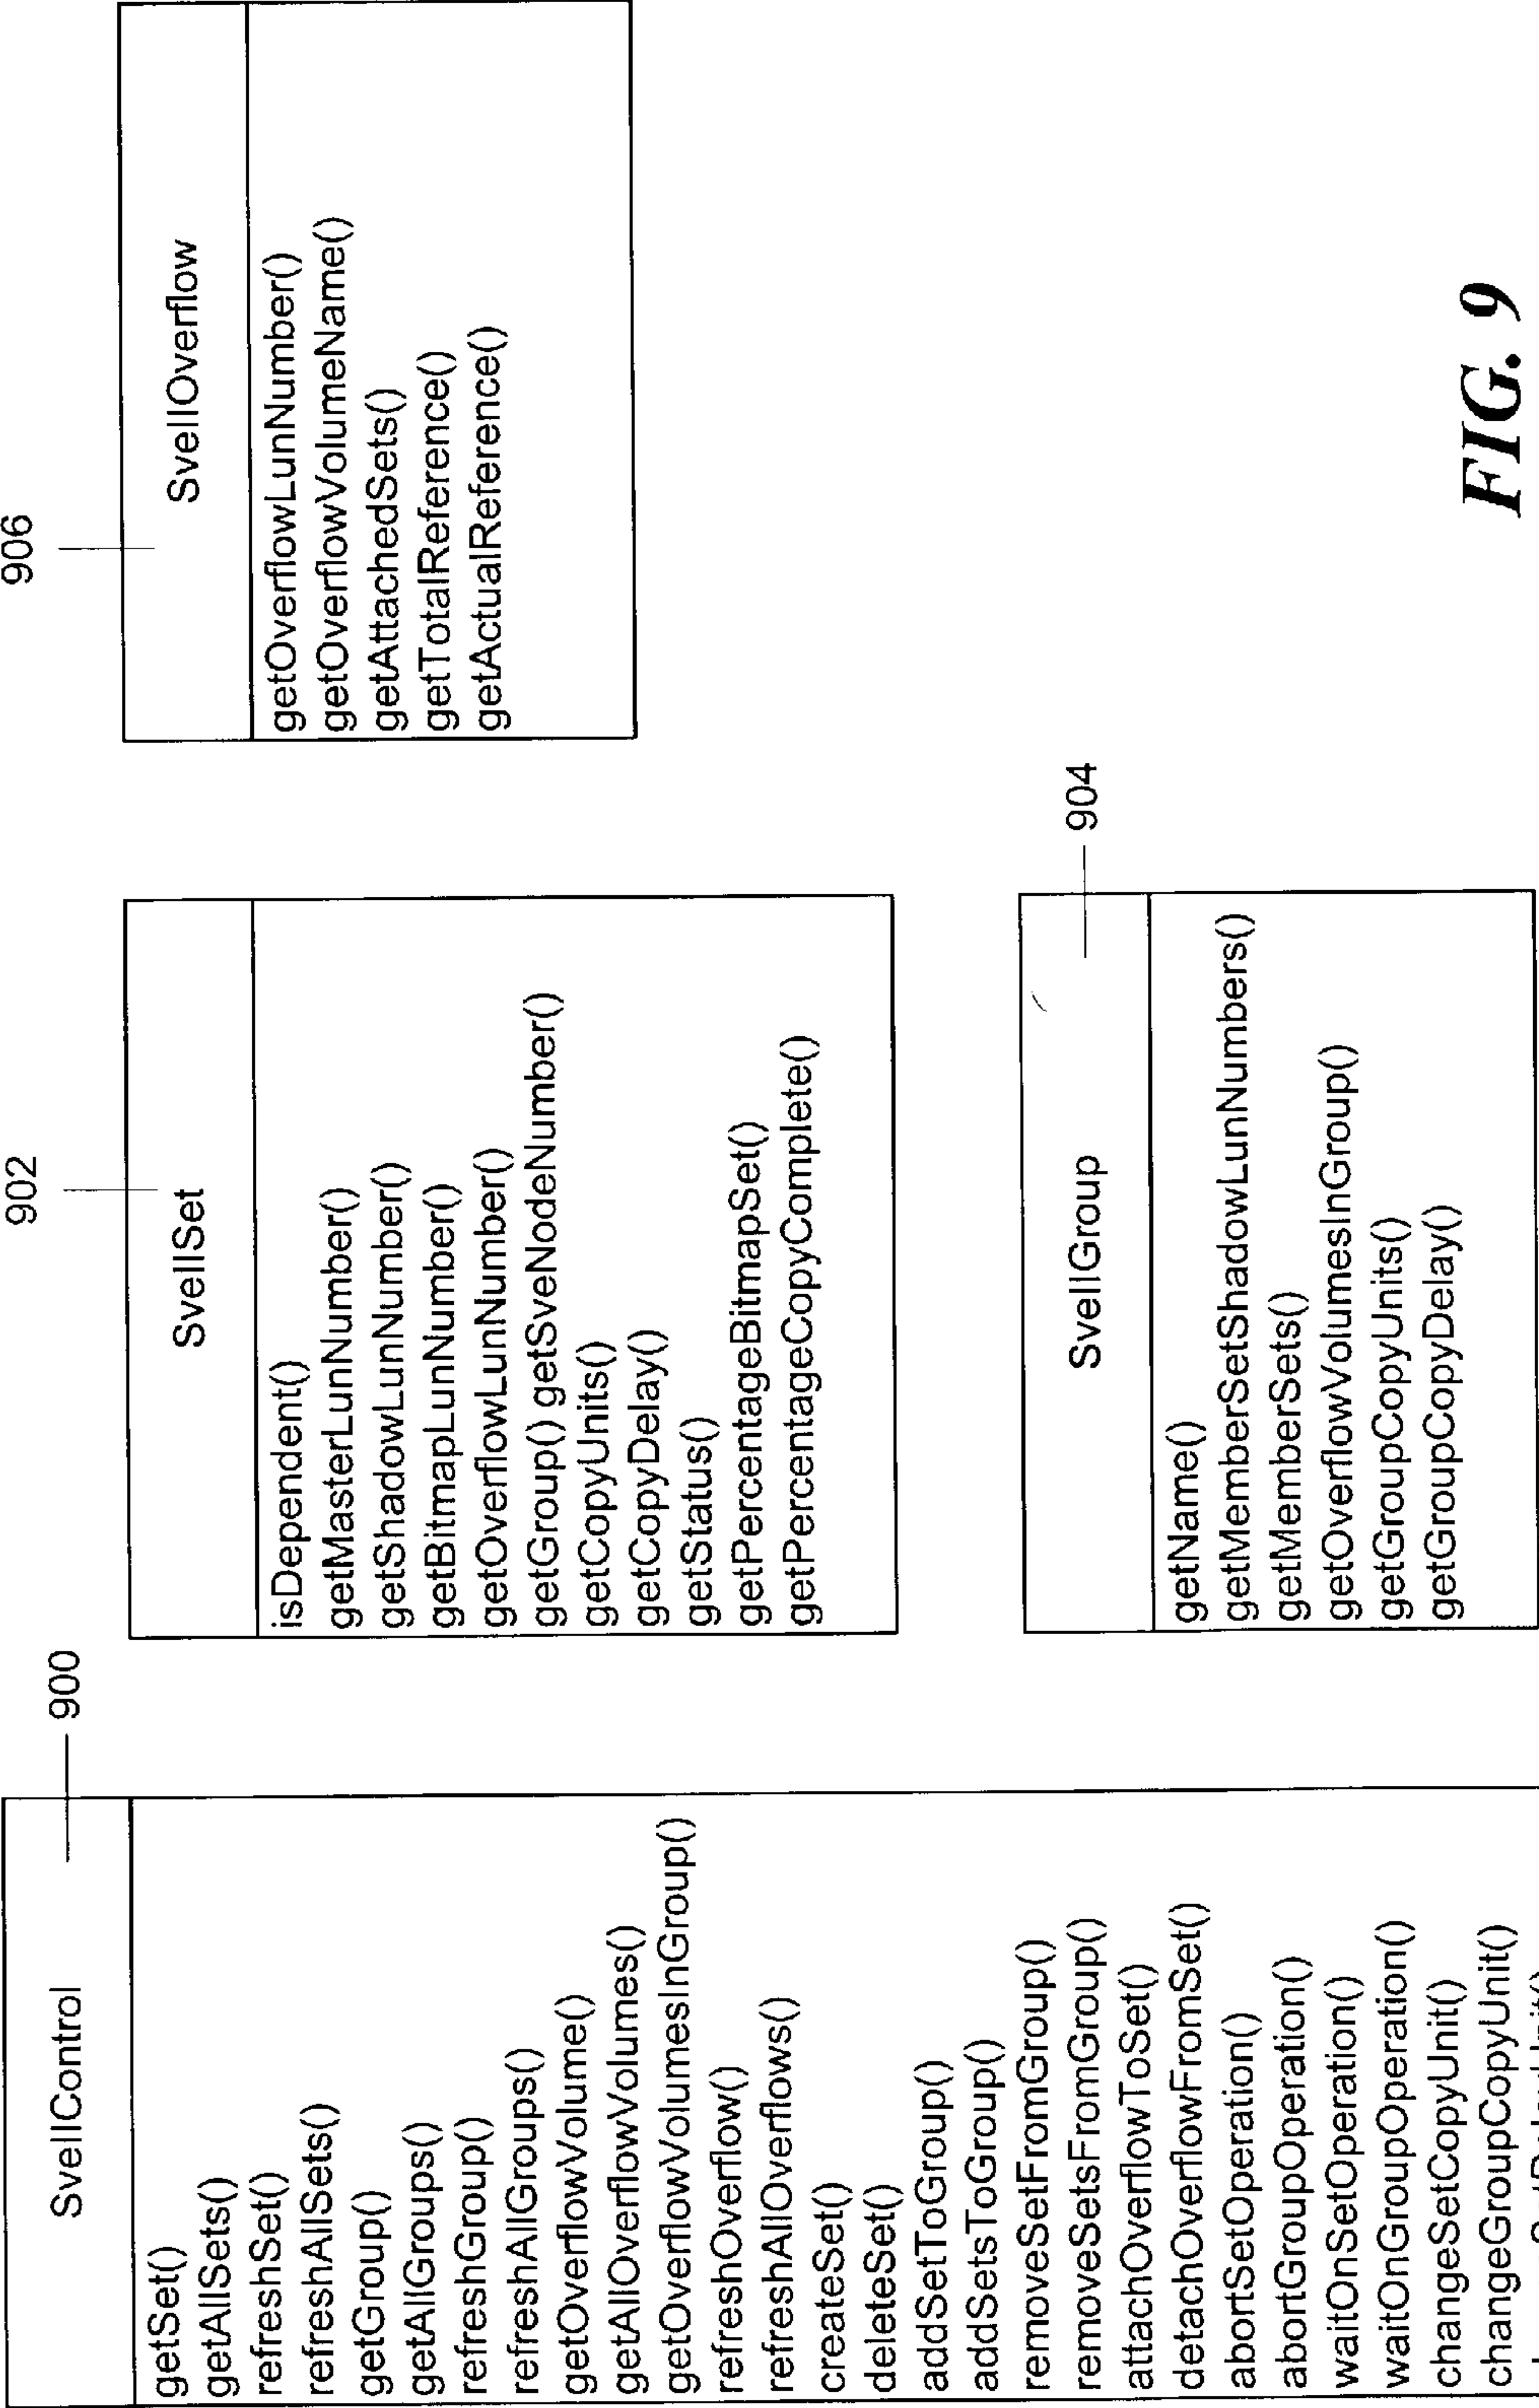 SvellControl
900
getSet()
getAllSets()
refreshSet()
refreshAllSets()
getGroup()
getAllGroups()
refreshGroup()
refreshAllGroups()
getOverflowVolume()
getAllOverflowVolumes()
getOverflowVolumesInGroup()
refreshOverflow()
refreshAllOverflows()
createSet()
deleteSet()
addSetToGroup()
addSetsToGroup()
removeSetFromGroup()
removeSetsFromGroup()
attachOverflowToSet()
detachOverflowFromSet()
abortSetOperation()
abortGroupOperation()
waitOnSetOperation()
waitOnGroupOperation()
changeSetCopyUnit()
changeGroupCopyUnit()
902
SvellSet
isDependent()
getMasterLunNumber()
getShadowLunNumber()
getBitmapLunNumber()
getOverflowLunNumber()
getGroup() getSveNodeNumber()
getCopyUnits()
getCopyDelay()
getStatus()
getPercentageBitmapSet()
getPercentageCopyComplete()
SvellGroup
904
getName()
getMemberSetShadowLunNumbers()
getMemberSets()
getOverflowVolumesInGroup()
getGroupCopyUnits()
getGroupCopyDelay()
906
SvellOverflow
getOverflowLunNumber()
getOverflowVolumeName()
getAttachedSets()
getTotalReference()
getActualReference()
FIG. 9